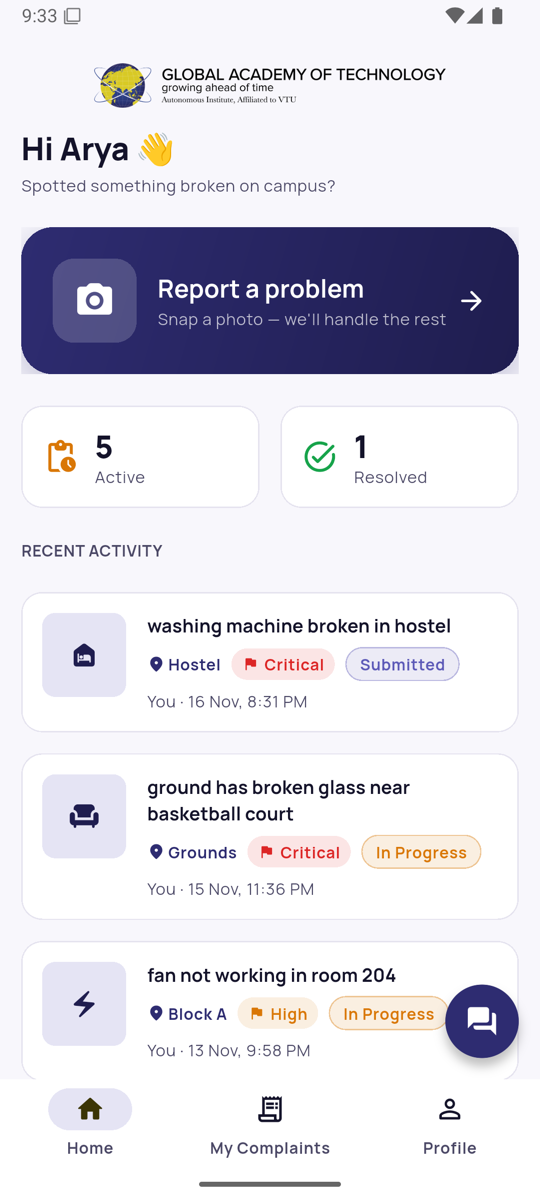 9:33
GLOBAL ACADEMY OF TECHNOLOGY
growing ahead of time
Autonomous Institute, Affiliated to VTU
Hi Arya 👋
Spotted something broken on campus?
Report a problem
Snap a photo — we'll handle the rest
5
Active
1
Resolved
RECENT ACTIVITY
washing machine broken in hostel
Hostel Critical Submitted
You · 16 Nov, 8:31 PM
ground has broken glass near
basketball court
Grounds Critical In Progress
You · 15 Nov, 11:36 PM
fan not working in room 204
Block A High In Progress
You · 13 Nov, 9:58 PM
Home My Complaints Profile